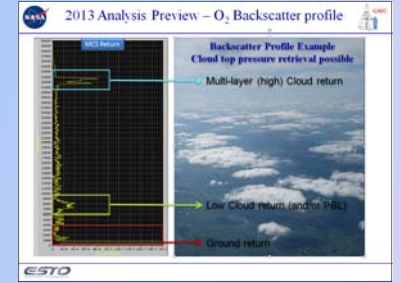 NASA
2013 Analysis Preview – O₂ Backscatter profile
MCS Return
Backscatter Profile Example
Cloud top pressure retrieval possible
Multi-layer (high) Cloud return
Low Cloud return (and/or PBL)
Ground return
ESTO